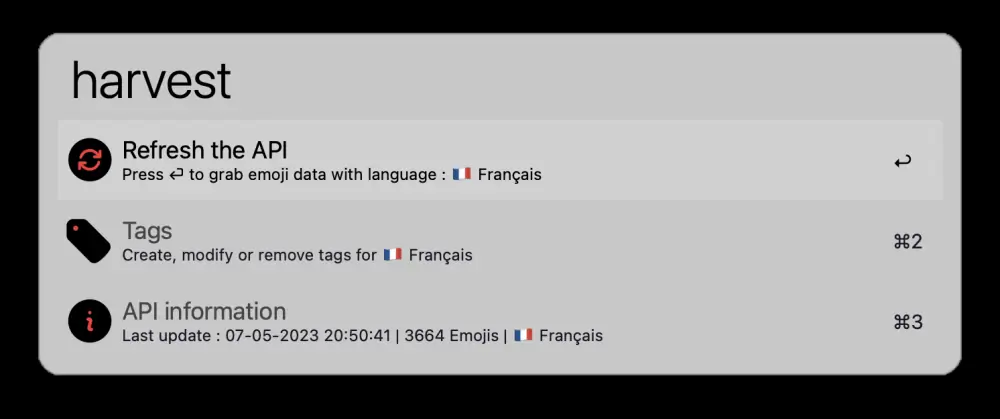 harvest
Refresh the API
Press ⏎ to grab emoji data with language : 🇫🇷 Français
↩
Tags
Create, modify or remove tags for 🇫🇷 Français
⌘2
API information
Last update : 07-05-2023 20:50:41 | 3664 Emojis | 🇫🇷 Français
⌘3